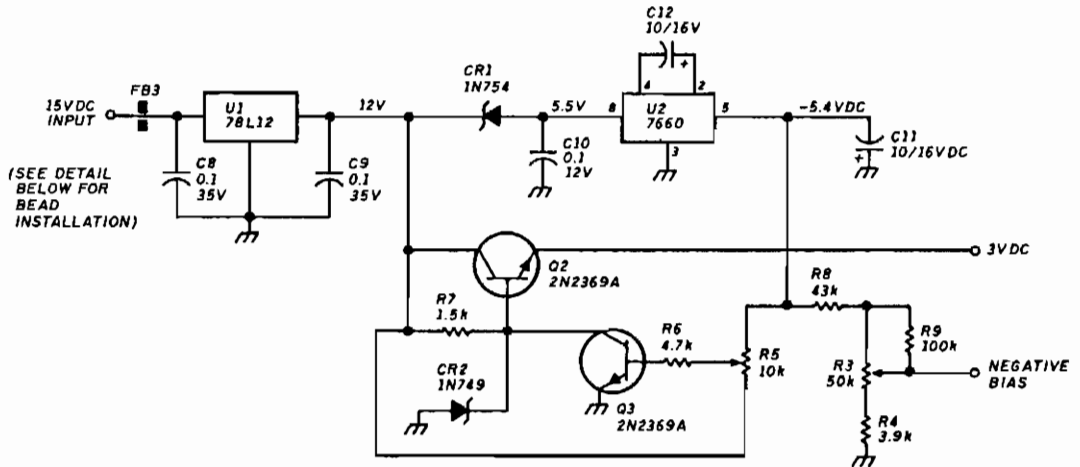 15VDC
INPUT
FB3
(SEE DETAIL
BELOW FOR
BEAD
INSTALLATION)
C8
0.1
35V
U1
78L12
C9
0.1
35V
12V
CR1
1N754
5.5V
C10
0.1
12V
C12
10/16V
+
4
2
8
U2
7660
5
3
-5.4VDC
C11
10/16VDC
+
Q2
2N2369A
3VDC
R7
1.5k
CR2
1N749
R6
4.7k
Q3
2N2369A
R5
10k
R8
43k
R9
100k
R3
50k
R4
3.9k
NEGATIVE
BIAS